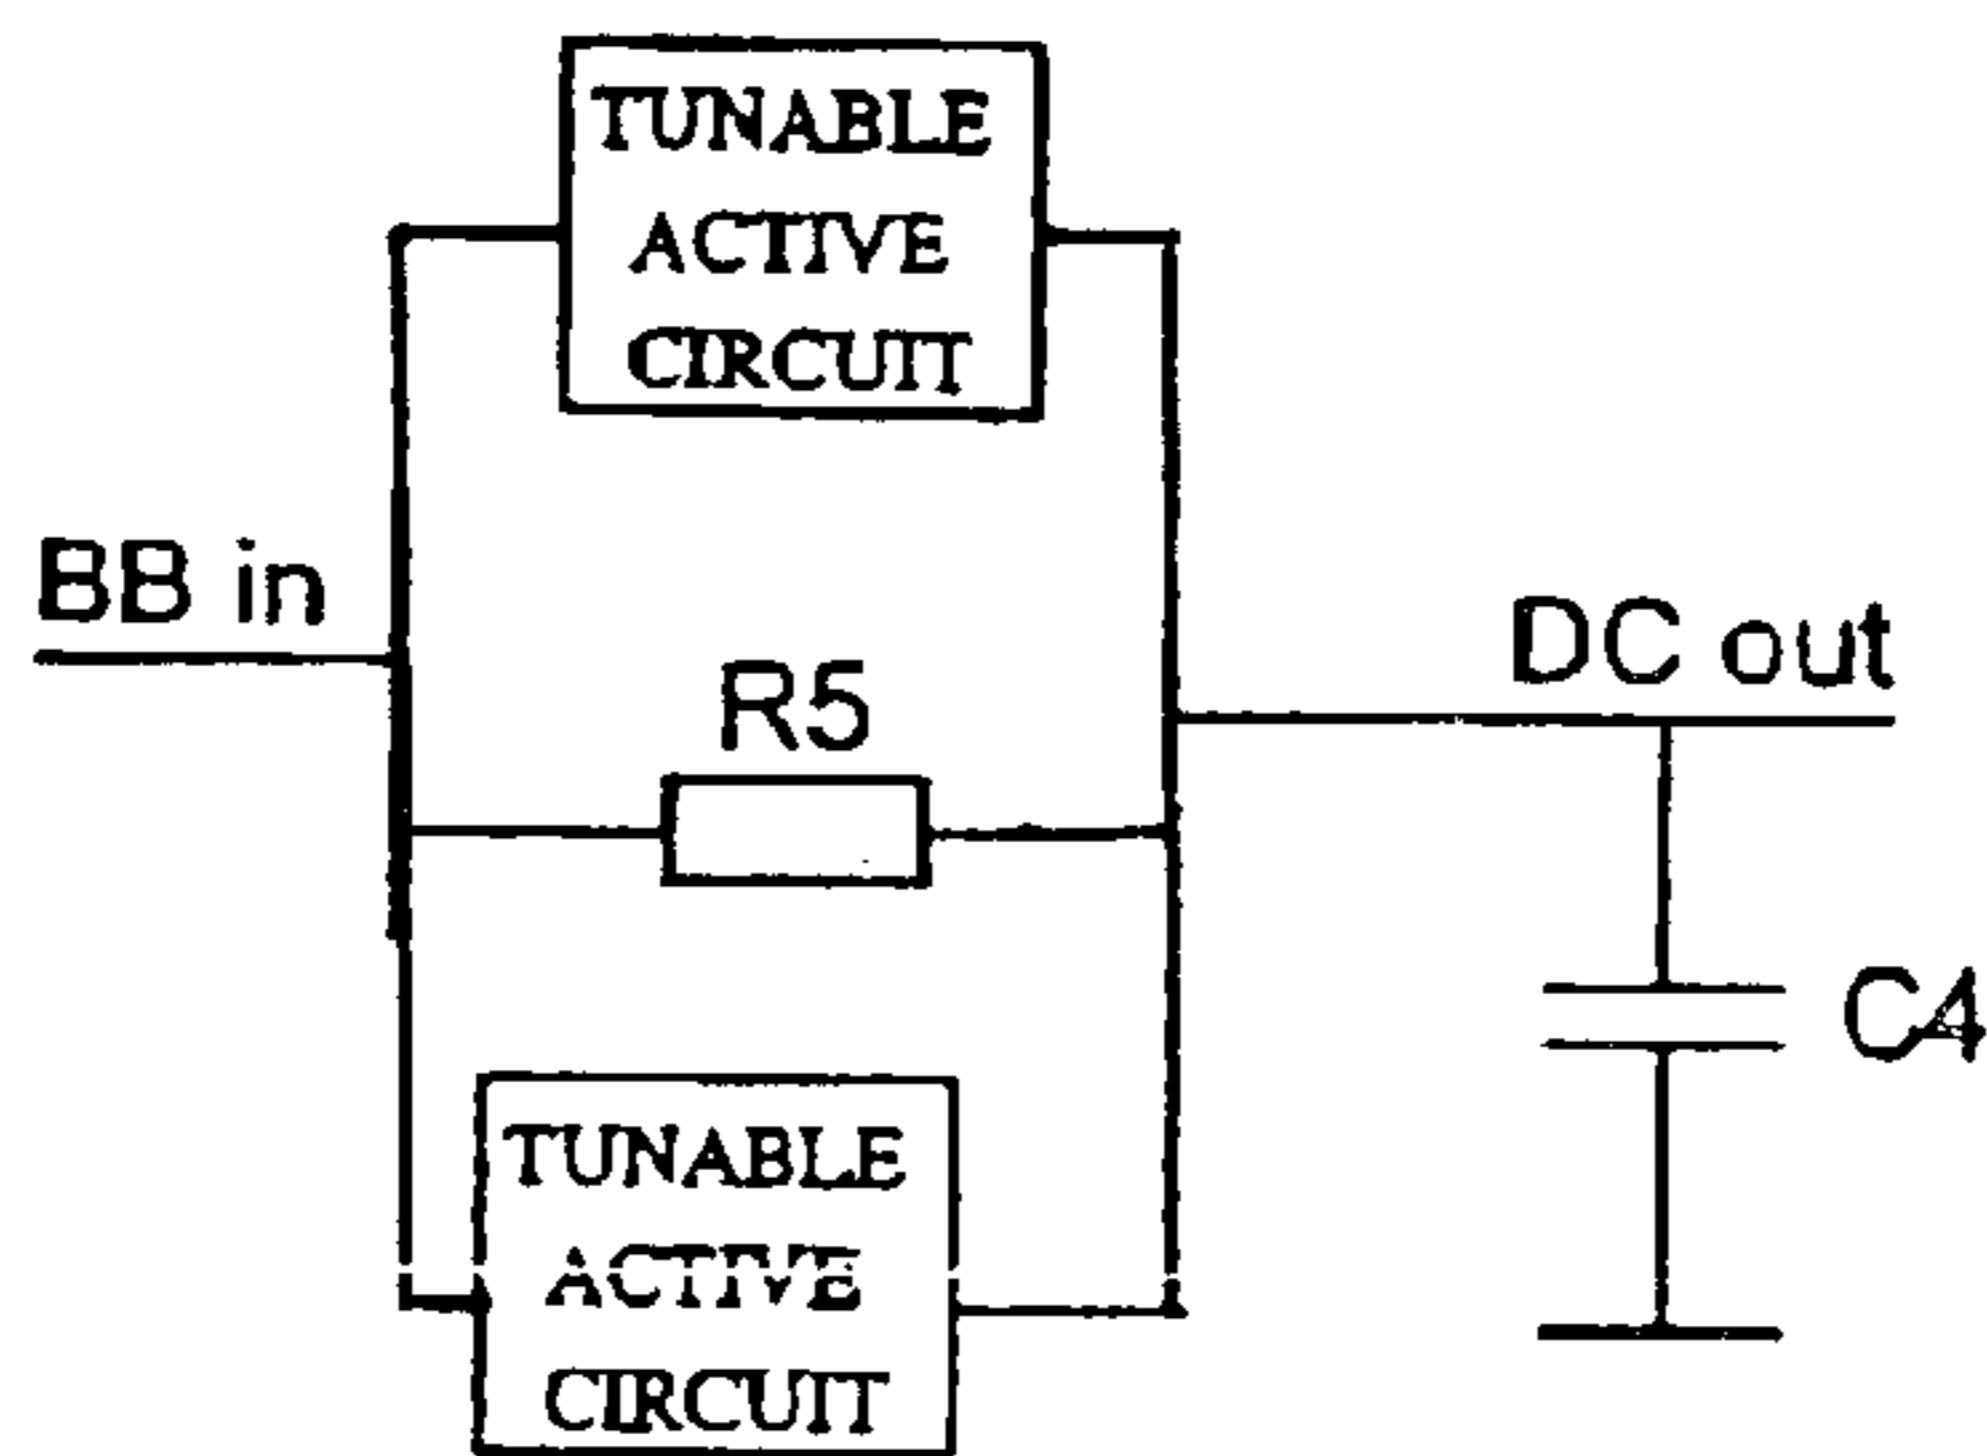 TUNABLE
ACTIVE
CIRCUIT
BB in
DC out
R5
C4
TUNABLE
ACTIVE
CIRCUIT